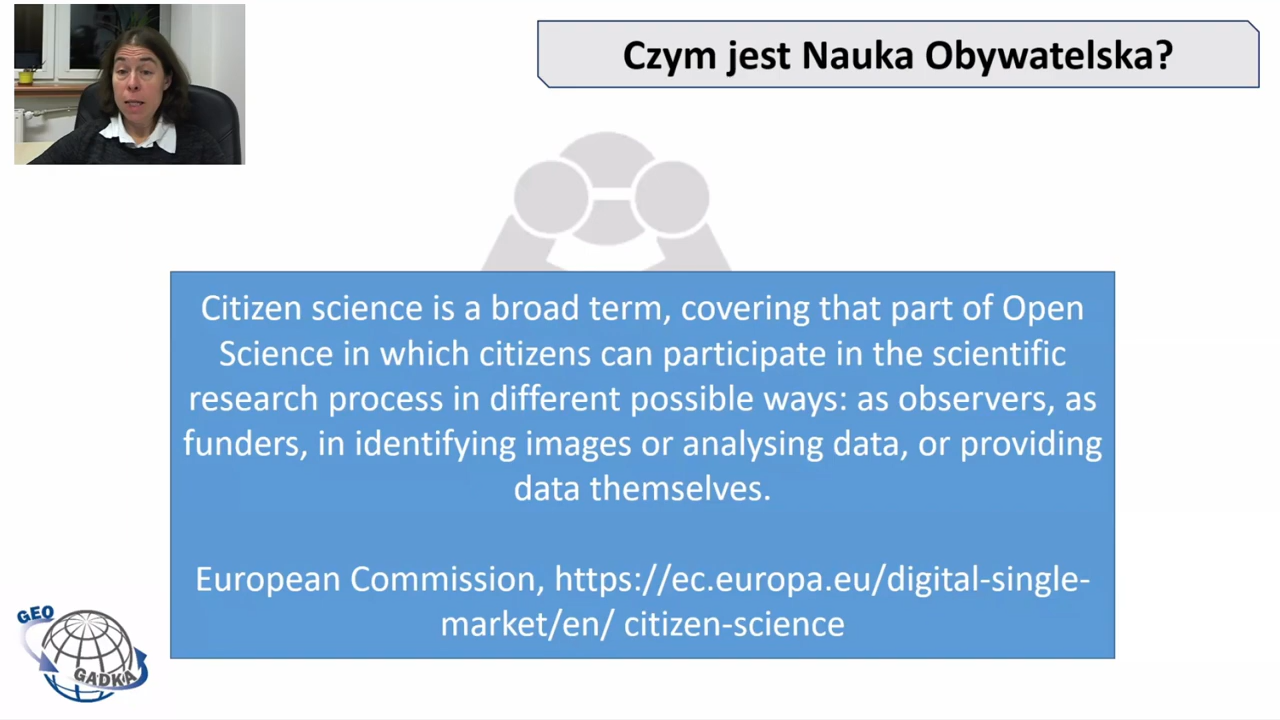 Czym jest Nauka Obywatelska?
Citizen science is a broad term, covering that part of Open
Science in which citizens can participate in the scientific
research process in different possible ways: as observers, as
funders, in identifying images or analysing data, or providing
data themselves.
European Commission, https://ec.europa.eu/digital-single-
market/en/ citizen-science
GEO
GADKA